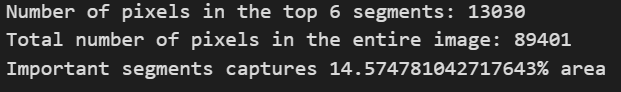 Number of pixels in the top 6 segments: 13030
Total number of pixels in the entire image: 89401
Important segments captures 14.574781042717643% area